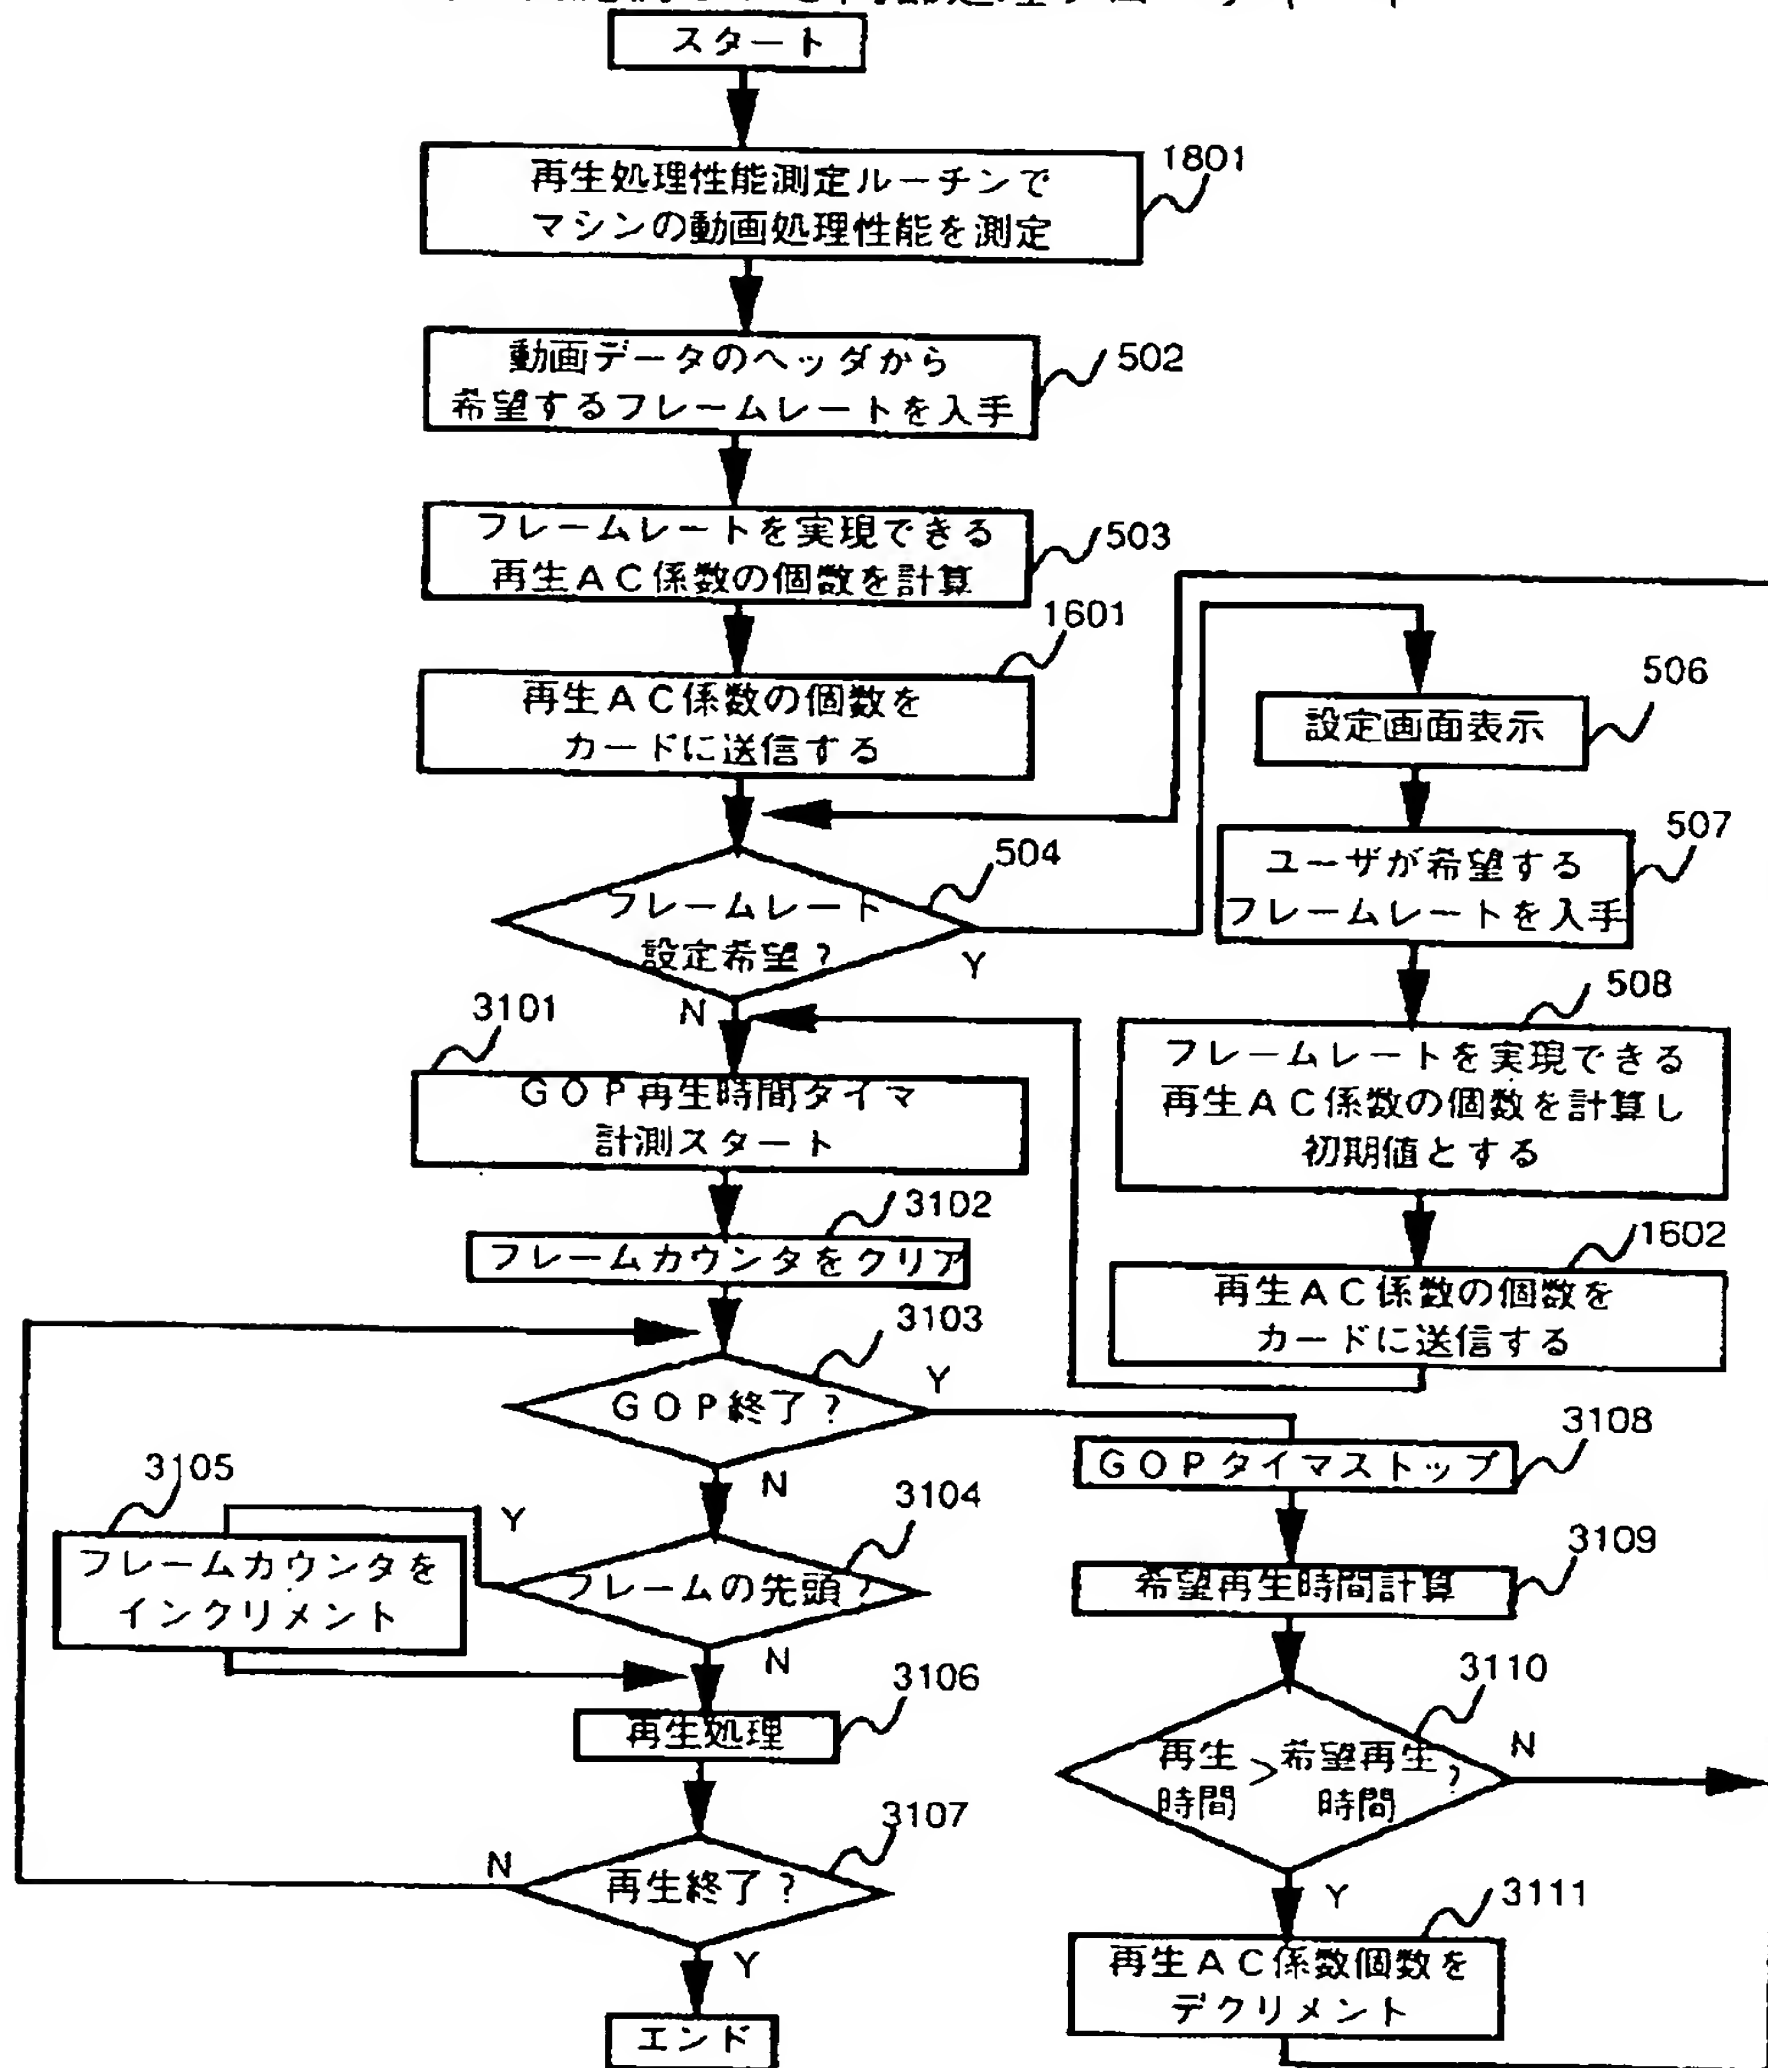 スタート
再生処理性能測定ルーチンで
マシンの動画処理性能を測定
1801
動画データのヘッダから
希望するフレームレートを入手
502
フレームレートを実現できる
再生AC係数の個数を計算
503
1601
再生AC係数の個数を
カードに送信する
504
フレームレート
設定希望?
Y
N
506
設定画面表示
507
ユーザが希望する
フレームレートを入手
508
フレームレートを実現できる
再生AC係数の個数を計算し
初期値とする
1602
再生AC係数の個数を
カードに送信する
3101
GOP再生時間タイマ
計測スタート
3102
フレームカウンタをクリア
3103
GOP終了?
Y
N
3104
フレームの先頭?
Y
N
3105
フレームカウンタを
インクリメント
3106
再生処理
3107
再生終了?
N
Y
エンド
3108
GOPタイマストップ
3109
希望再生時間計算
3110
再生 > 希望再生 ?
時間 時間
N
Y
3111
再生AC係数個数を
デクリメント